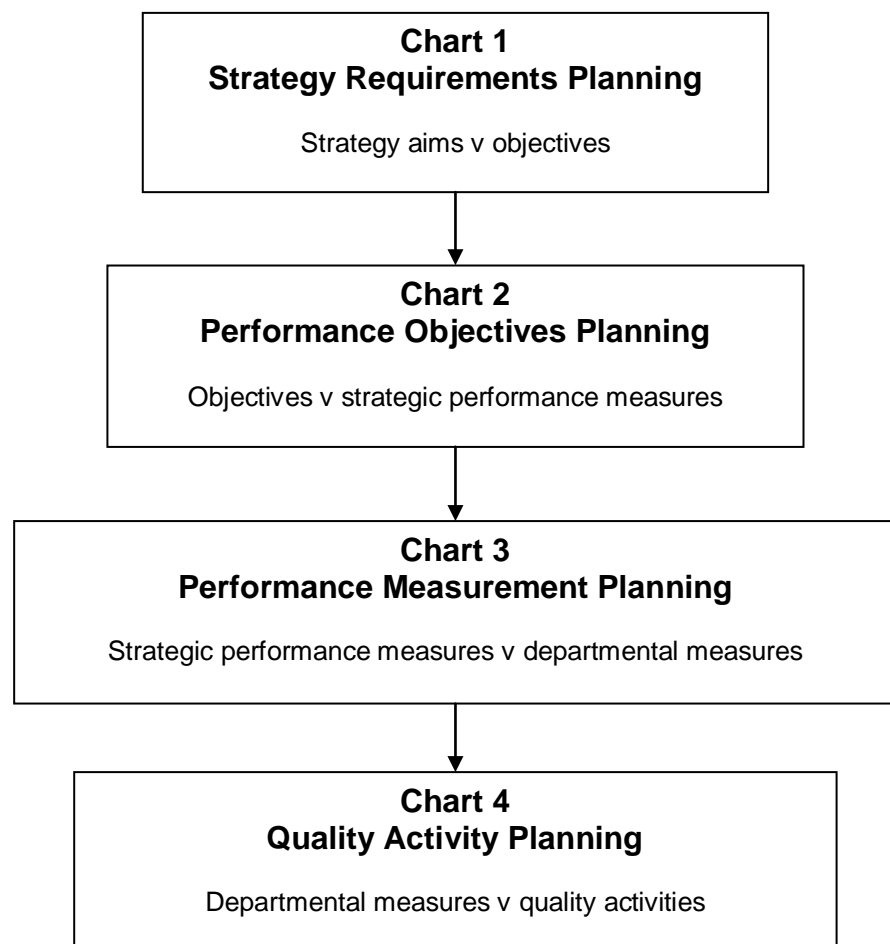 Chart 1
Strategy Requirements Planning
Strategy aims v objectives
Chart 2
Performance Objectives Planning
Objectives v strategic performance measures
Chart 3
Performance Measurement Planning
Strategic performance measures v departmental measures
Chart 4
Quality Activity Planning
Departmental measures v quality activities